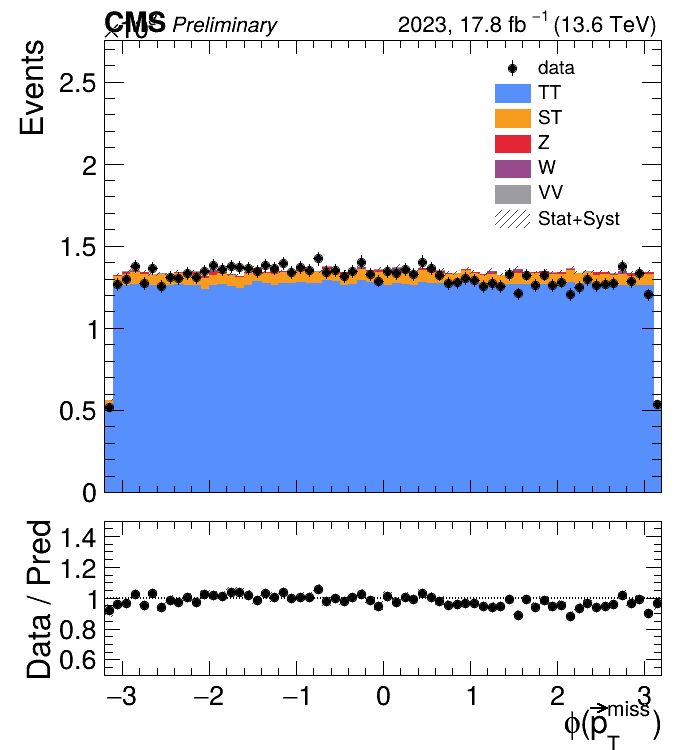 CMS Preliminary 2023, 17.8 fb⁻¹ (13.6 TeV)
Events
2.5
2
1.5
1
0.5
0
data
TT
ST
Z
W
VV
Stat+Syst
Data / Pred
1.4
1.2
1
0.8
0.6
−3 −2 −1 0 1 2 3
ϕ(p⃗_T^miss)